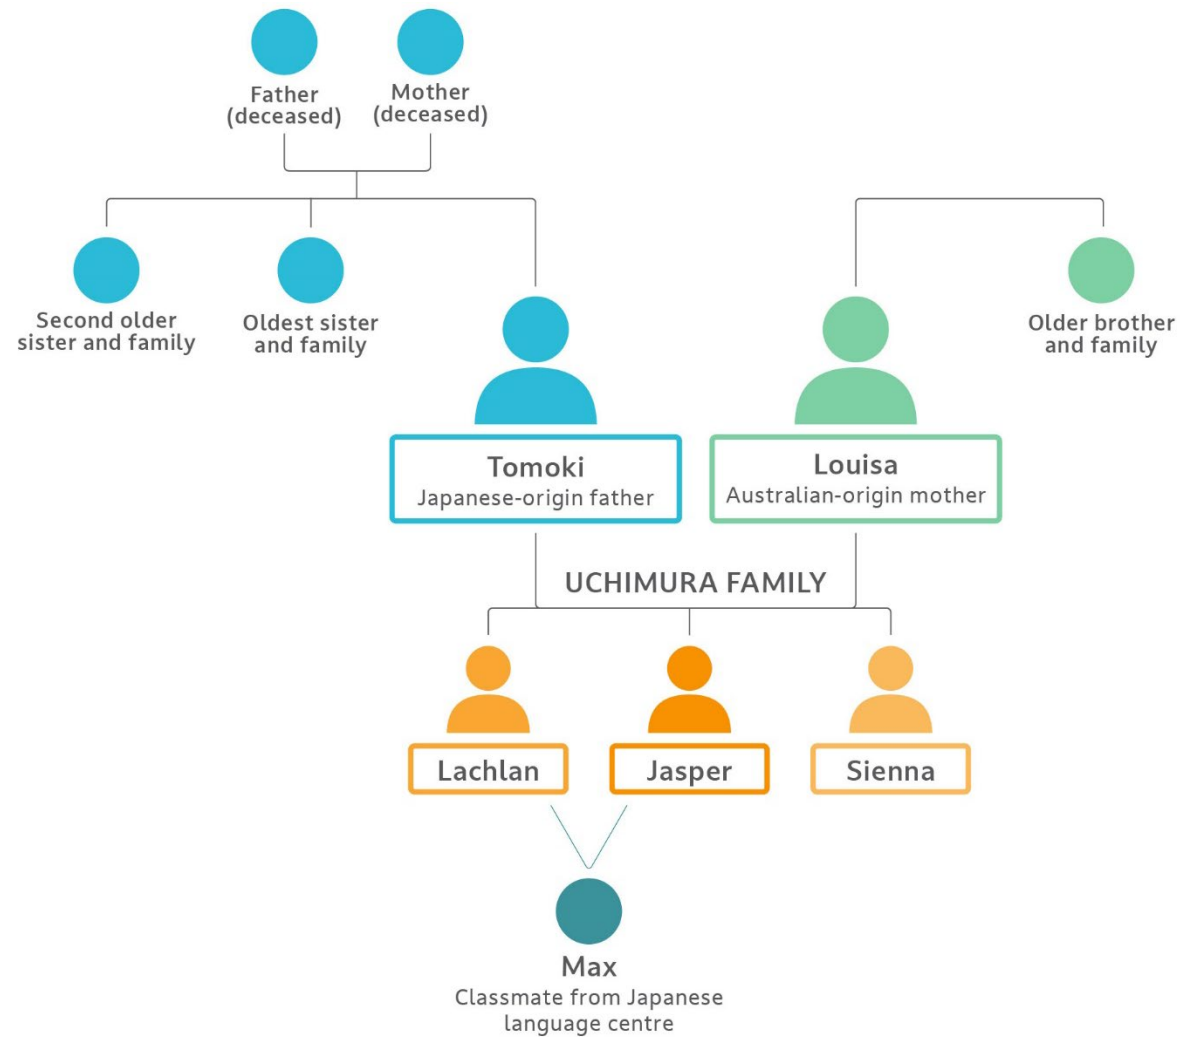 Father
(deceased)
Mother
(deceased)
Second older
sister and family
Oldest sister
and family
Older brother
and family
Tomoki
Japanese-origin father
Louisa
Australian-origin mother
UCHIMURA FAMILY
Lachlan
Jasper
Sienna
Max
Classmate from Japanese
language centre